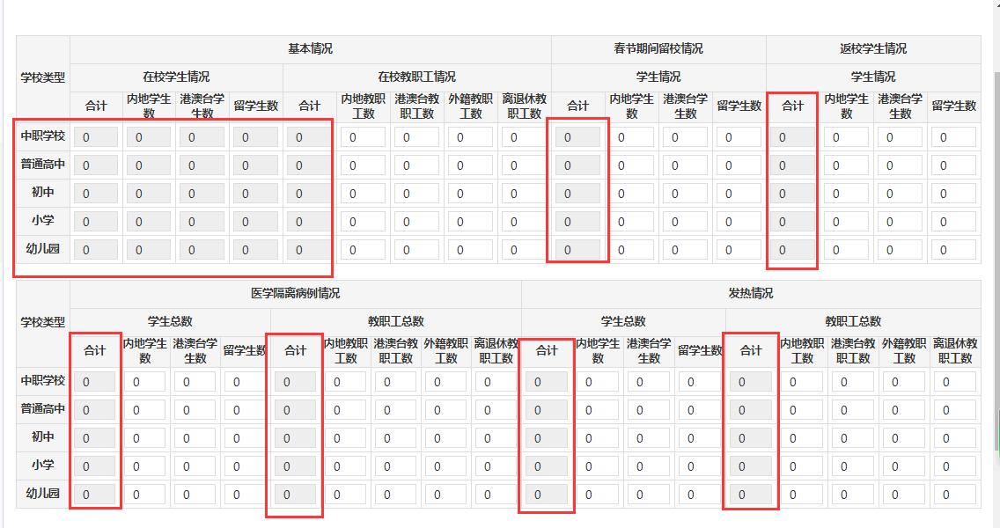 基本情况 春节期间留校情况 返校学生情况
学校类型 在校学生情况 在校教职工情况 学生情况 学生情况
合计 内地学生数 港澳台学生数 留学生数 合计 内地教职工数 港澳台教职工数 外籍教职工数 离退休教职工数 合计 内地学生数 港澳台学生数 留学生数 合计 内地学生数 港澳台学生数 留学生数
中职学校 0 0 0 0 0 0 0 0 0 0 0 0 0 0 0 0 0
普通高中 0 0 0 0 0 0 0 0 0 0 0 0 0 0 0 0 0
初中 0 0 0 0 0 0 0 0 0 0 0 0 0 0 0 0 0
小学 0 0 0 0 0 0 0 0 0 0 0 0 0 0 0 0 0
幼儿园 0 0 0 0 0 0 0 0 0 0 0 0 0 0 0 0 0
医学隔离病例情况 发热情况
学校类型 学生总数 教职工总数 学生总数 教职工总数
合计 内地学生数 港澳台学生数 留学生数 合计 内地教职工数 港澳台教职工数 外籍教职工数 离退休教职工数 合计 内地学生数 港澳台学生数 留学生数 合计 内地教职工数 港澳台教职工数 外籍教职工数 离退休教职工数
中职学校 0 0 0 0 0 0 0 0 0 0 0 0 0 0 0 0 0 0
普通高中 0 0 0 0 0 0 0 0 0 0 0 0 0 0 0 0 0 0
初中 0 0 0 0 0 0 0 0 0 0 0 0 0 0 0 0 0 0
小学 0 0 0 0 0 0 0 0 0 0 0 0 0 0 0 0 0 0
幼儿园 0 0 0 0 0 0 0 0 0 0 0 0 0 0 0 0 0 0